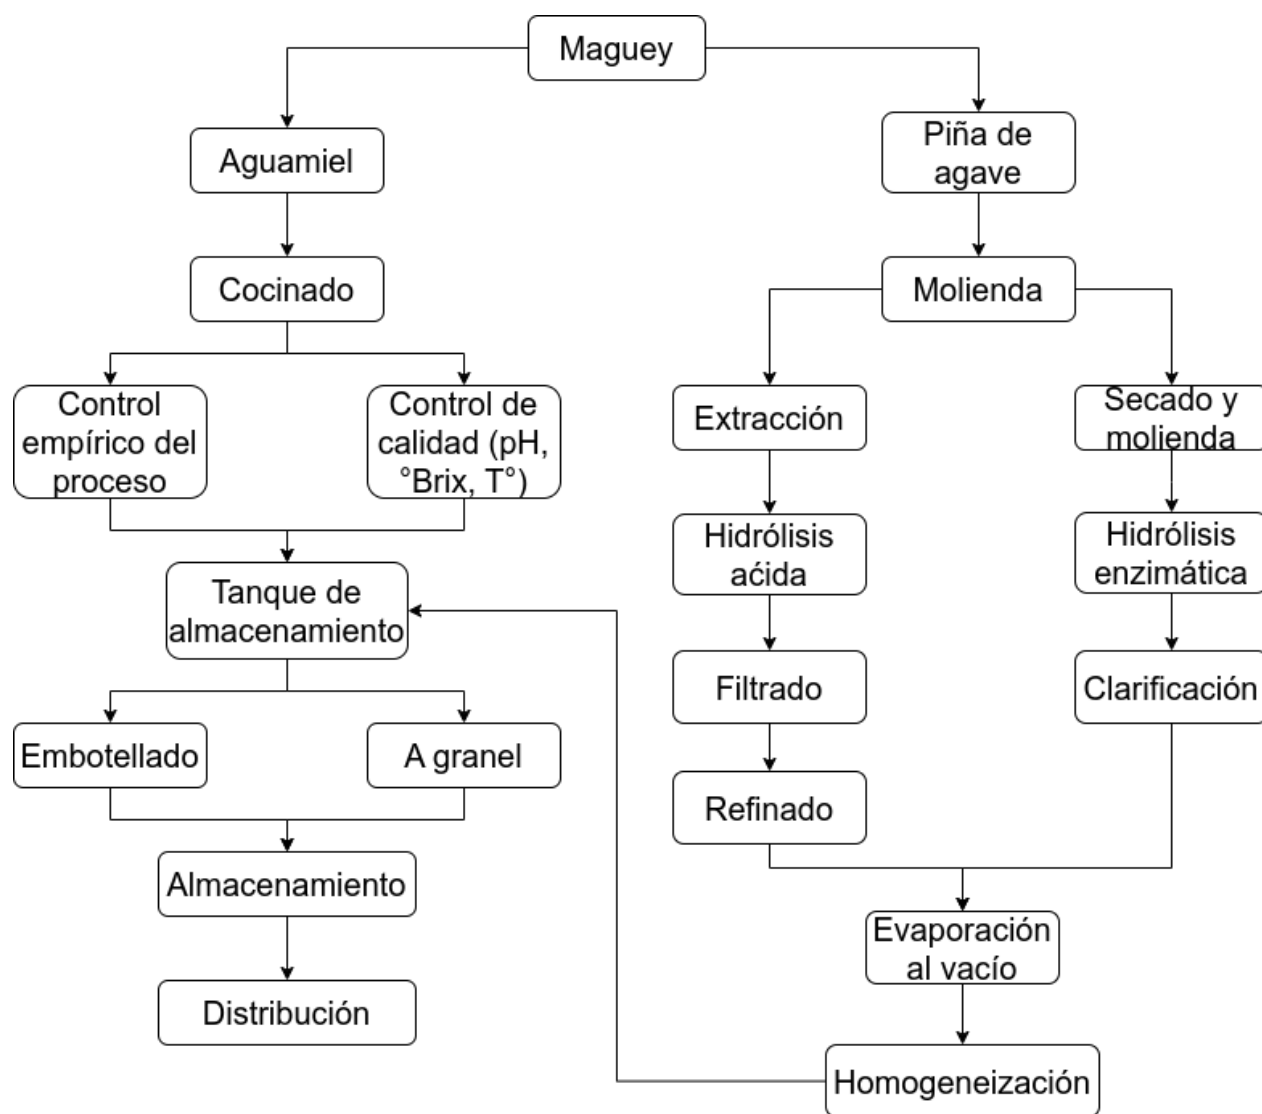 Maguey
Aguamiel
Piña de
agave
Cocinado
Molienda
Control
empírico del
proceso
Control de
calidad (pH,
°Brix, T°)
Extracción
Secado y
molienda
Hidrólisis
aćida
Hidrólisis
enzimática
Tanque de
almacenamiento
Filtrado
Clarificación
Embotellado
A granel
Refinado
Almacenamiento
Evaporación
al vacío
Distribución
Homogeneización